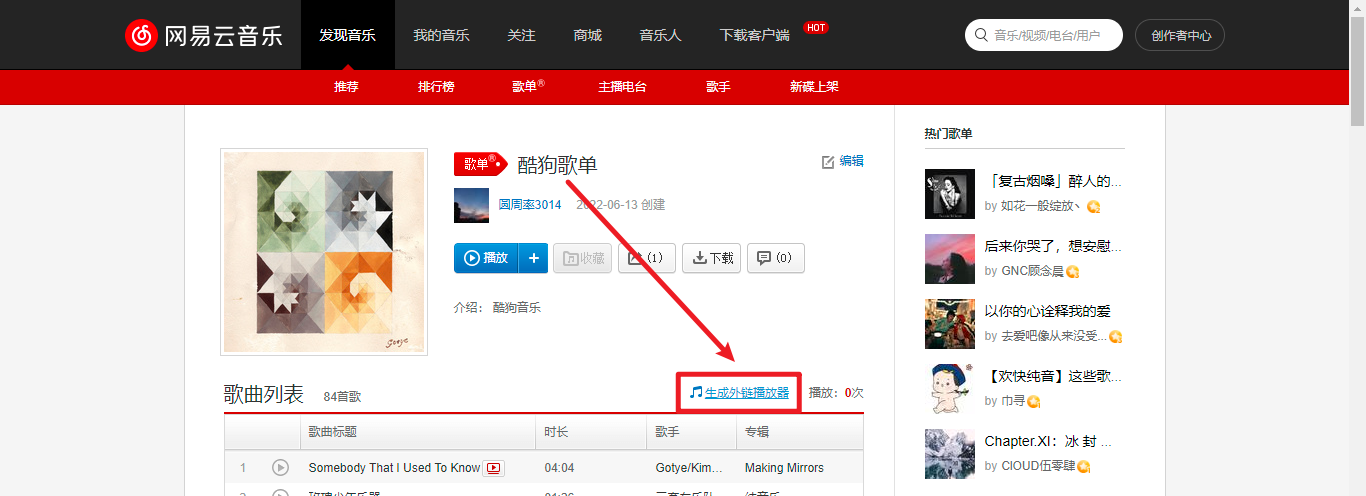 网易云音乐
发现音乐 我的音乐 关注 商城 音乐人 下载客户端 HOT
音乐/视频/电台/用户 创作者中心
推荐 排行榜 歌单® 主播电台 歌手 新碟上架
歌单® 酷狗歌单 编辑
圆周率3014 2022-06-13 创建
播放 + 收藏 (1) 下载 (0)
介绍： 酷狗音乐
Gotye
歌曲列表 84首歌 生成外链播放器 播放：0次
歌曲标题 时长 歌手 专辑
1 Somebody That I Used To Know 04:04 Gotye/Kim... Making Mirrors
热门歌单
「复古烟嗓」醉人的...
by 如花一般绽放丶
后来你哭了，想安慰...
by GNC顾念晨
以你的心诠释我的爱
by 去爱吧像从来没受...
【欢快纯音】这些歌...
by 巾寻
Chapter.XI：冰 封 ...
by ClOUD伍零肆